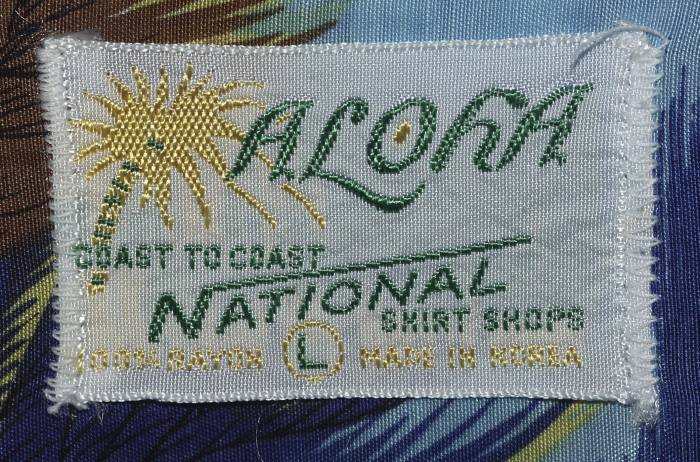 ALOHA
COAST TO COAST
NATIONAL
SHIRT SHOPS
100% RAYON L MADE IN KOREA